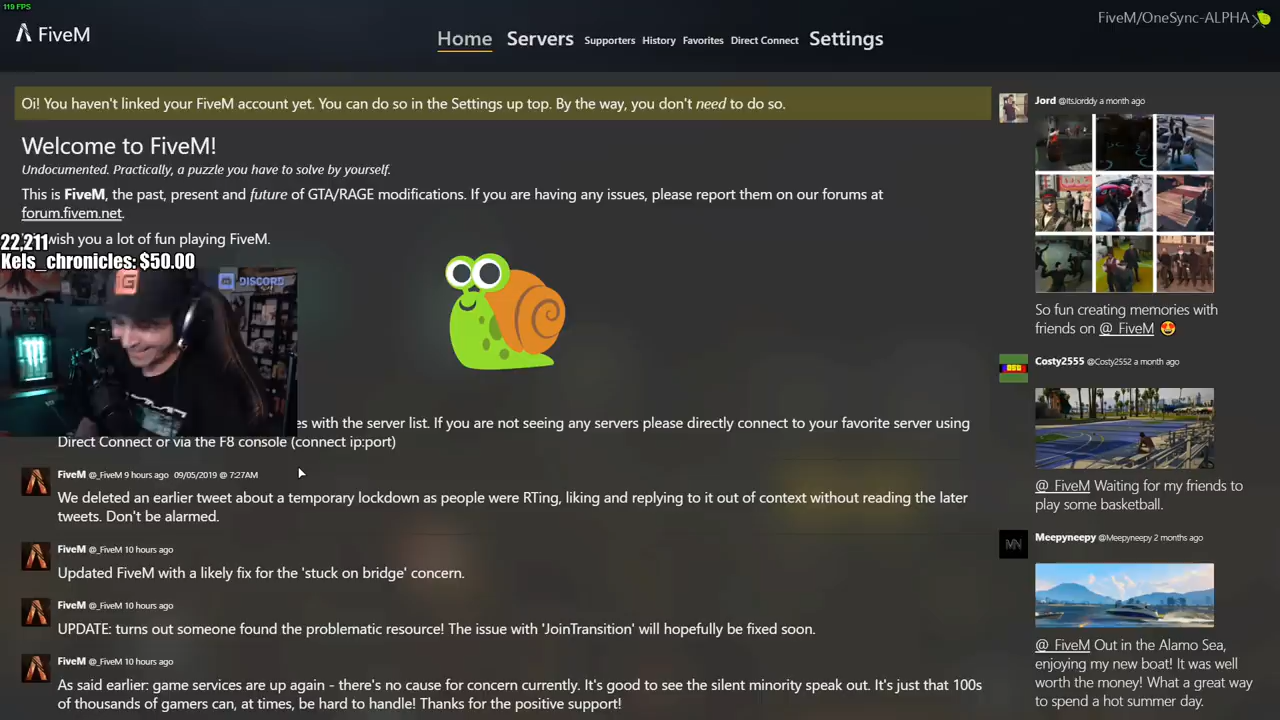 119 FPS
FiveM
Home Servers Supporters History Favorites Direct Connect Settings
FiveM/OneSync-ALPHA
Oi! You haven't linked your FiveM account yet. You can do so in the Settings up top. By the way, you don't need to do so.
Welcome to FiveM!
Undocumented. Practically, a puzzle you have to solve by yourself.
This is FiveM, the past, present and future of GTA/RAGE modifications. If you are having any issues, please report them on our forums at
forum.fivem.net.
wish you a lot of fun playing FiveM.
22,211
Kels_chronicles: $50.00
DISCORD
G
es with the server list. If you are not seeing any servers please directly connect to your favorite server using
Direct Connect or via the F8 console (connect ip:port)
FiveM @_FiveM 9 hours ago 09/05/2019 @ 7:27AM
We deleted an earlier tweet about a temporary lockdown as people were RTing, liking and replying to it out of context without reading the later
tweets. Don't be alarmed.
FiveM @_FiveM 10 hours ago
Updated FiveM with a likely fix for the 'stuck on bridge' concern.
FiveM @_FiveM 10 hours ago
UPDATE: turns out someone found the problematic resource! The issue with 'JoinTransition' will hopefully be fixed soon.
FiveM @_FiveM 10 hours ago
As said earlier: game services are up again - there's no cause for concern currently. It's good to see the silent minority speak out. It's just that 100s
of thousands of gamers can, at times, be hard to handle! Thanks for the positive support!
Jord @ItsJorddy a month ago
So fun creating memories with
friends on @_FiveM 😍
Costy2555 @Costy2552 a month ago
@_FiveM Waiting for my friends to
play some basketball.
MN
Meepyneepy @Meepyneepy 2 months ago
@_FiveM Out in the Alamo Sea,
enjoying my new boat! It was well
worth the money! What a great way
to spend a hot summer day.